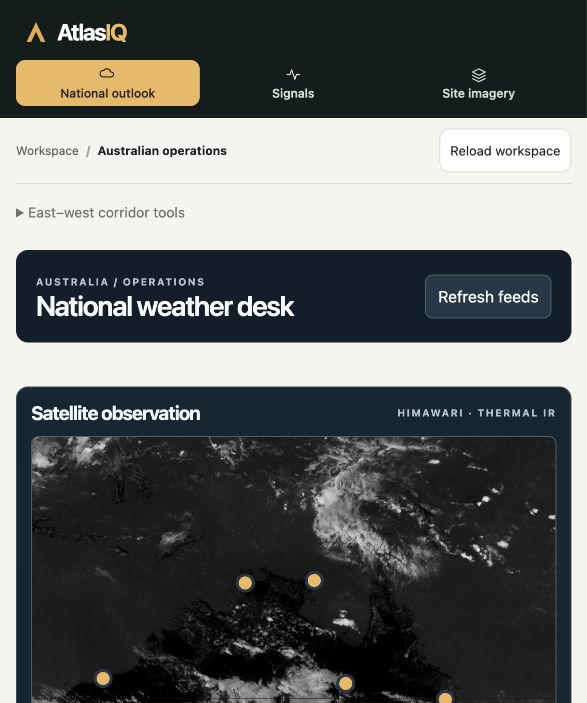 AtlasIQ
National outlook
Signals
Site imagery
Workspace / Australian operations
Reload workspace
East–west corridor tools
AUSTRALIA / OPERATIONS
National weather desk
Refresh feeds
Satellite observation
HIMAWARI · THERMAL IR